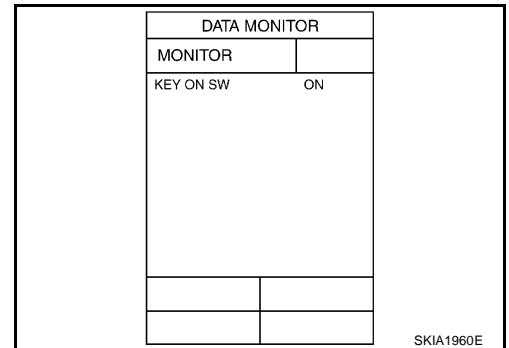 DATA MONITOR
MONITOR
KEY ON SW ON
SKIA1960E